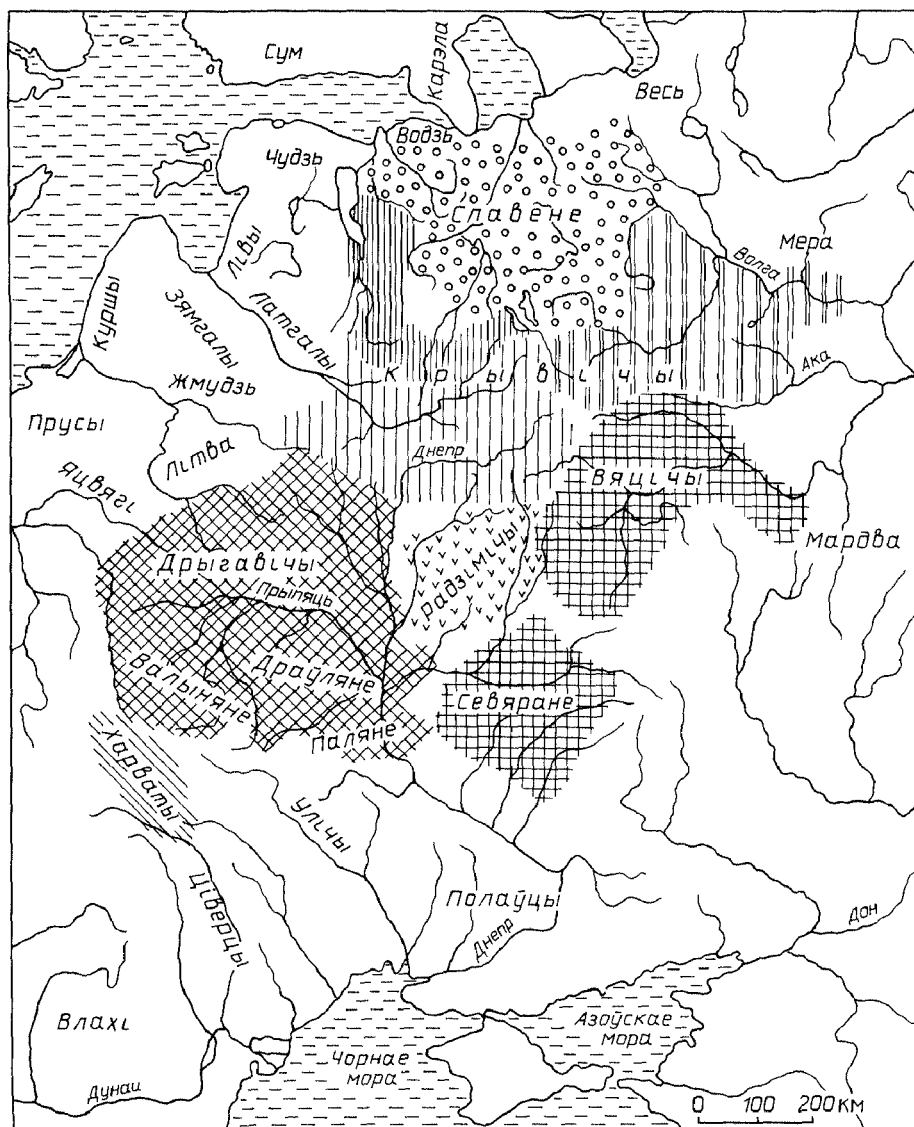 Сум
Карэла
Весь
Водзь
Чудзь
Славене
Мера
Волга
Лівы
Куршы
Зямгалы
Латгалы
Крывічы
Ака
Жмудзь
Прусы
Літва
Днепр
Яцвягі
Вяцічы
Мардва
Дрыгавічы
Радзімічы
Прыпяць
Валыняне
Драўляне
Севяране
Паляне
Харваты
Улічы
Ціверцы
Полаўцы
Дон
Днепр
Влахі
Азоўскае
мора
Чорнае
мора
Дунай
0 100 200 км